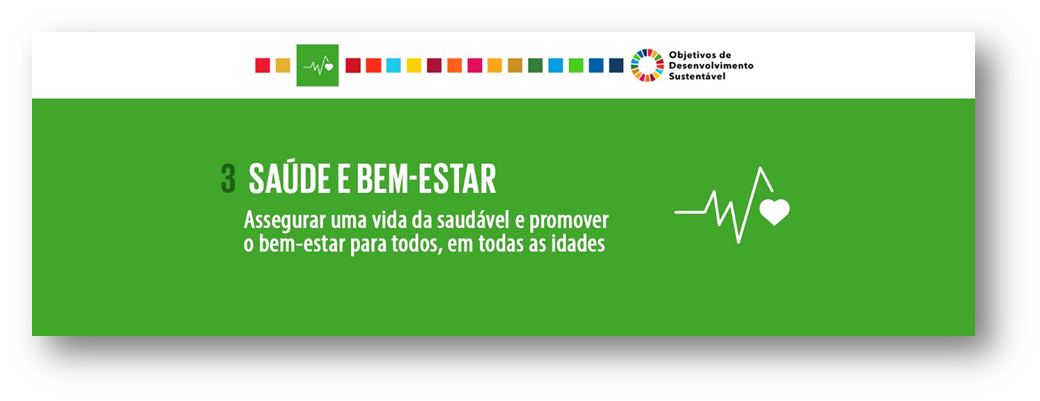 Objetivos de
Desenvolvimento
Sustentável
3 SAÚDE E BEM-ESTAR
Assegurar uma vida da saudável e promover
o bem-estar para todos, em todas as idades